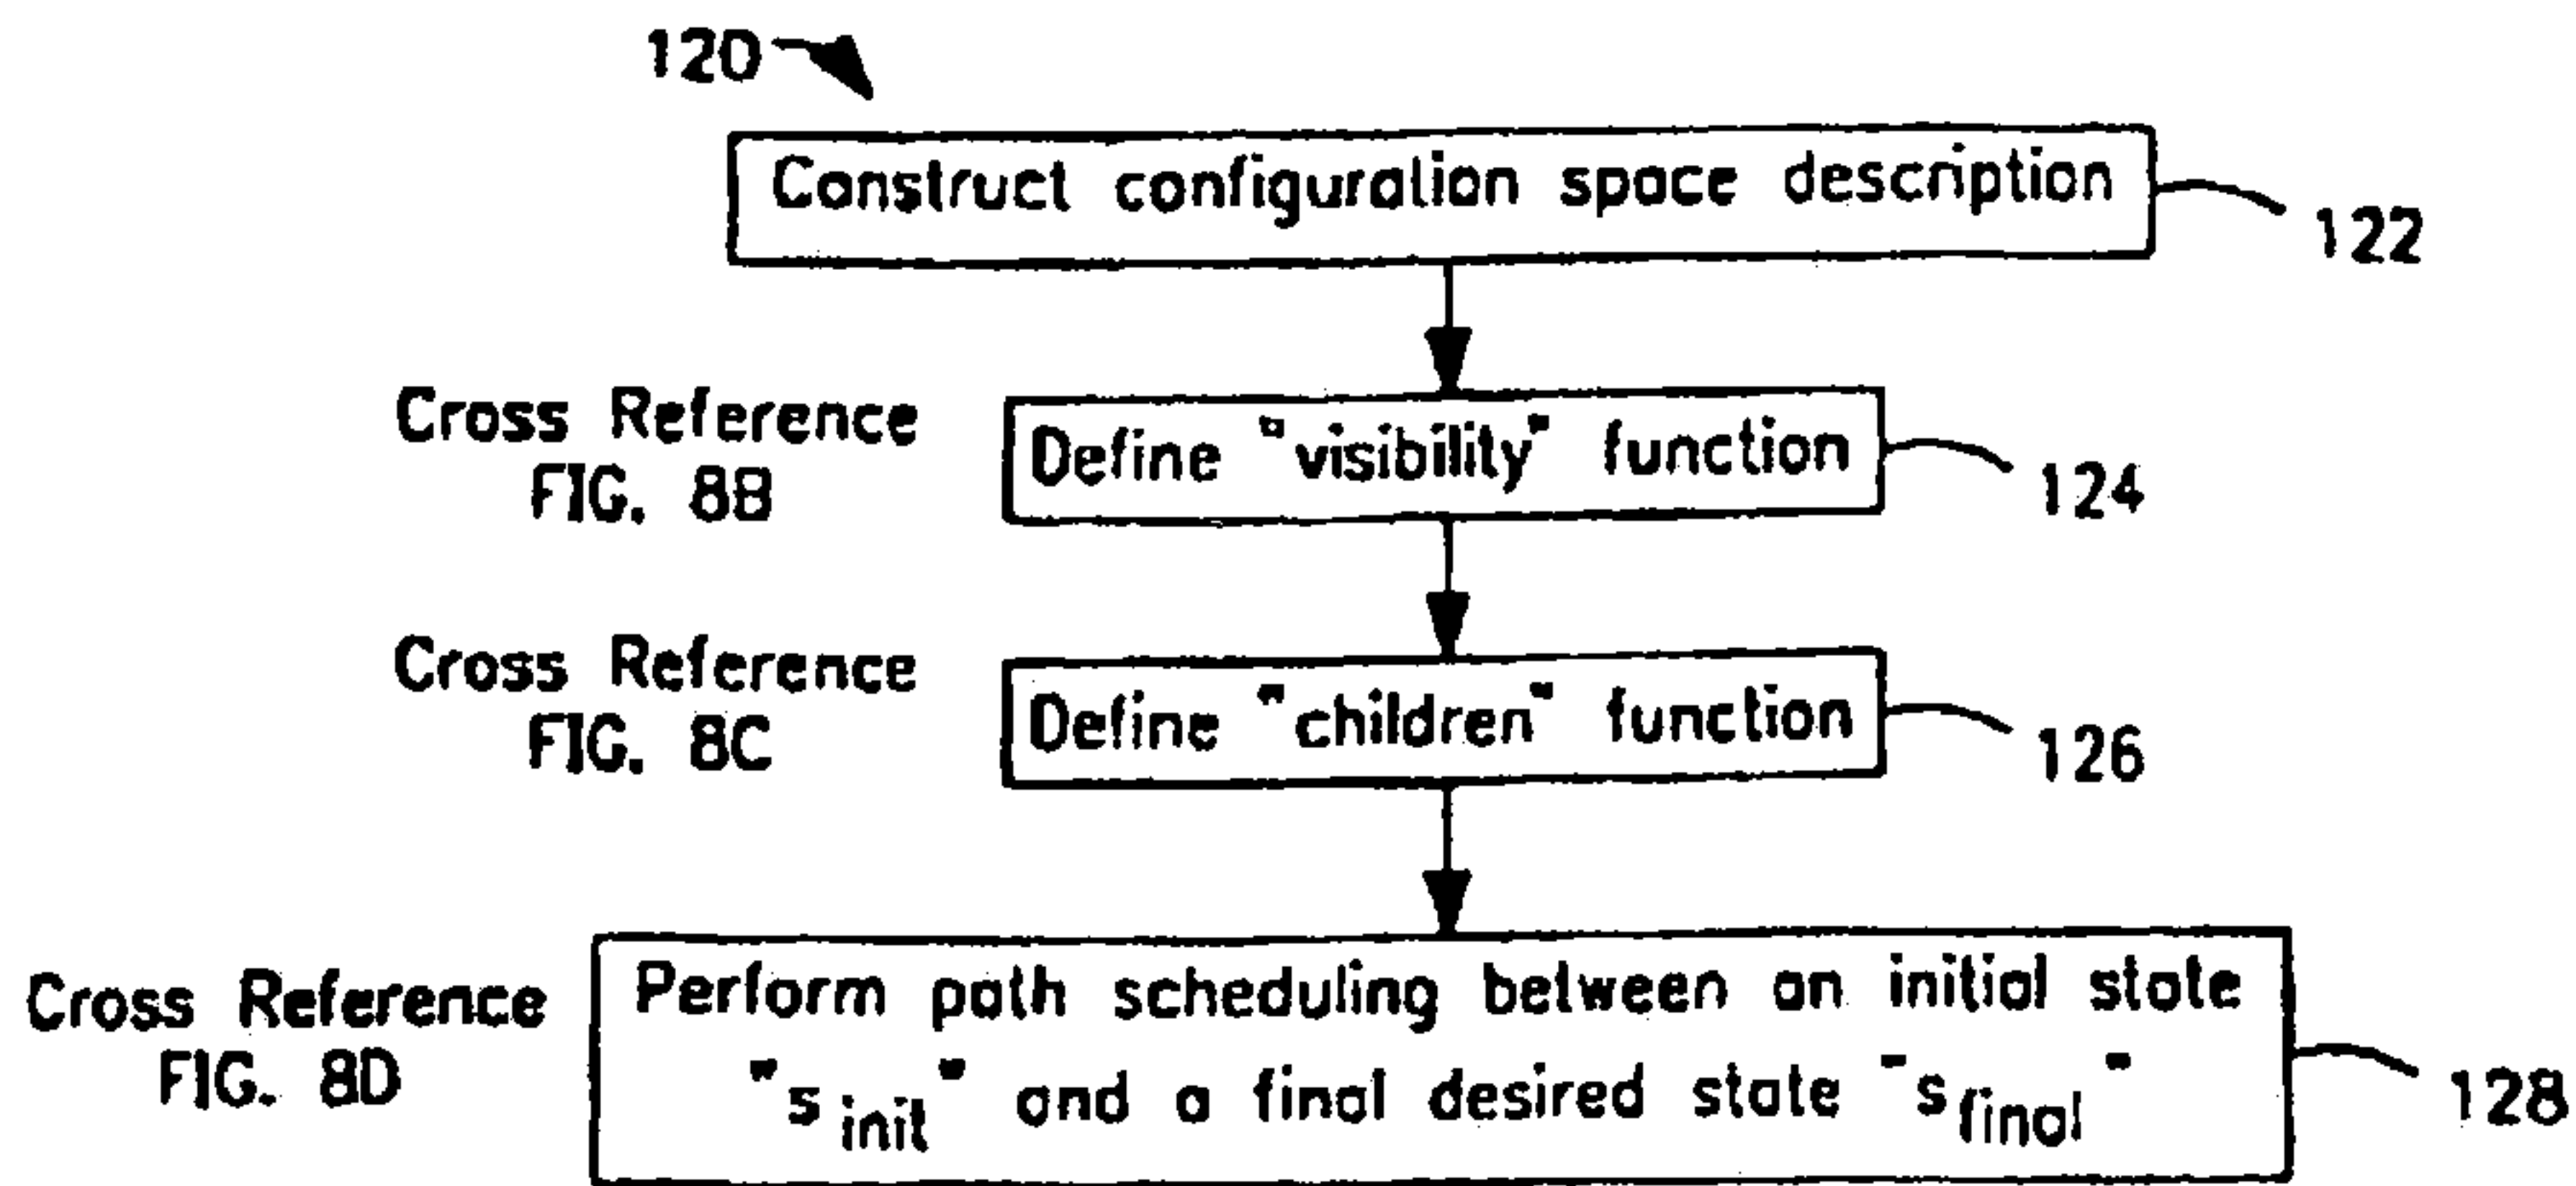 120
Construct configuration space description
122
Cross Reference
FIG. 8B
Define "visibility" function
124
Cross Reference
FIG. 8C
Define "children" function
126
Cross Reference
FIG. 8D
Perform path scheduling between an initial state
"s init" and a final desired state "s final"
128